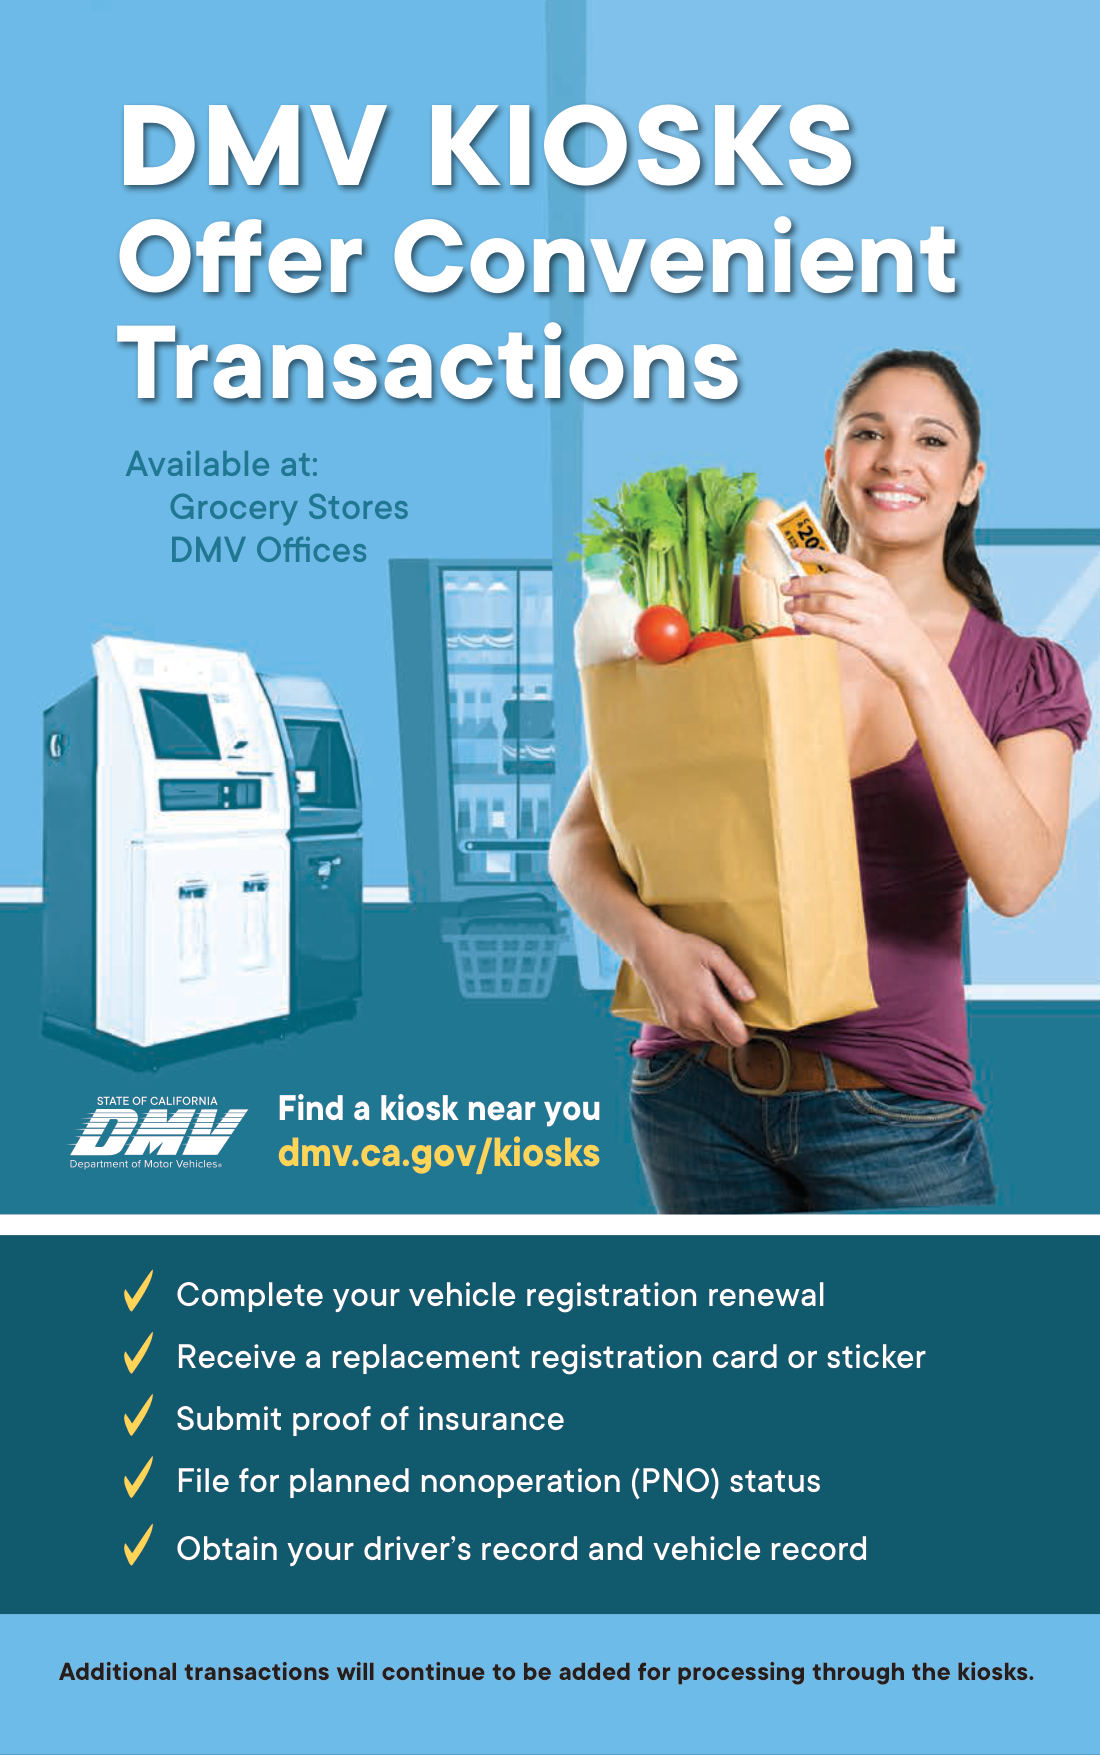 DMV KIOSKS
Offer Convenient
Transactions
Available at:
Grocery Stores
DMV Offices
STATE OF CALIFORNIA
DMV
Department of Motor Vehicles®
Find a kiosk near you
dmv.ca.gov/kiosks
✓ Complete your vehicle registration renewal
✓ Receive a replacement registration card or sticker
✓ Submit proof of insurance
✓ File for planned nonoperation (PNO) status
✓ Obtain your driver’s record and vehicle record
Additional transactions will continue to be added for processing through the kiosks.